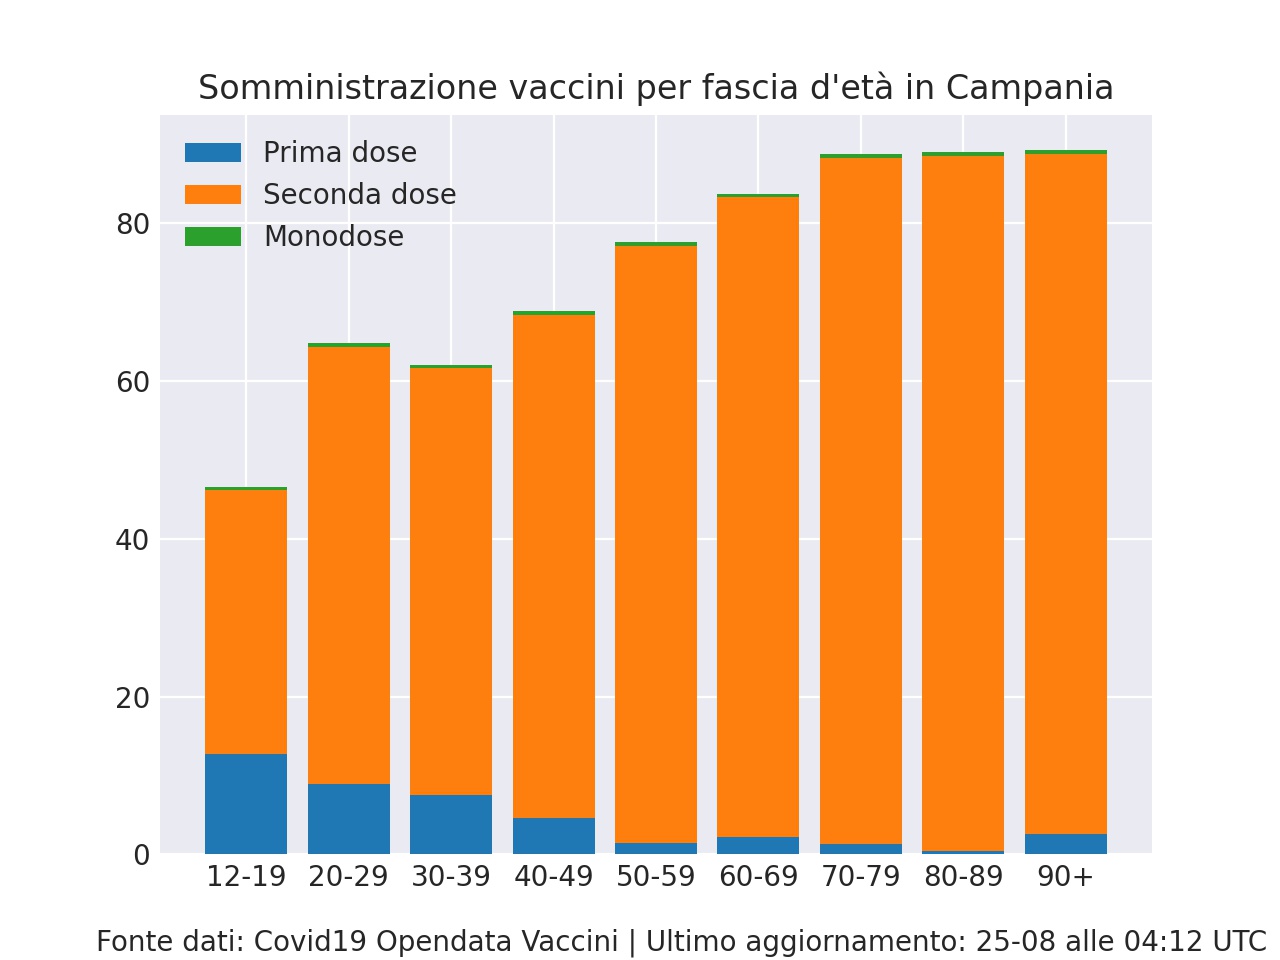 Somministrazione vaccini per fascia d'età in Campania
Prima dose
Seconda dose
Monodose
80
60
40
20
0
12-19 20-29 30-39 40-49 50-59 60-69 70-79 80-89 90+
Fonte dati: Covid19 Opendata Vaccini | Ultimo aggiornamento: 25-08 alle 04:12 UTC